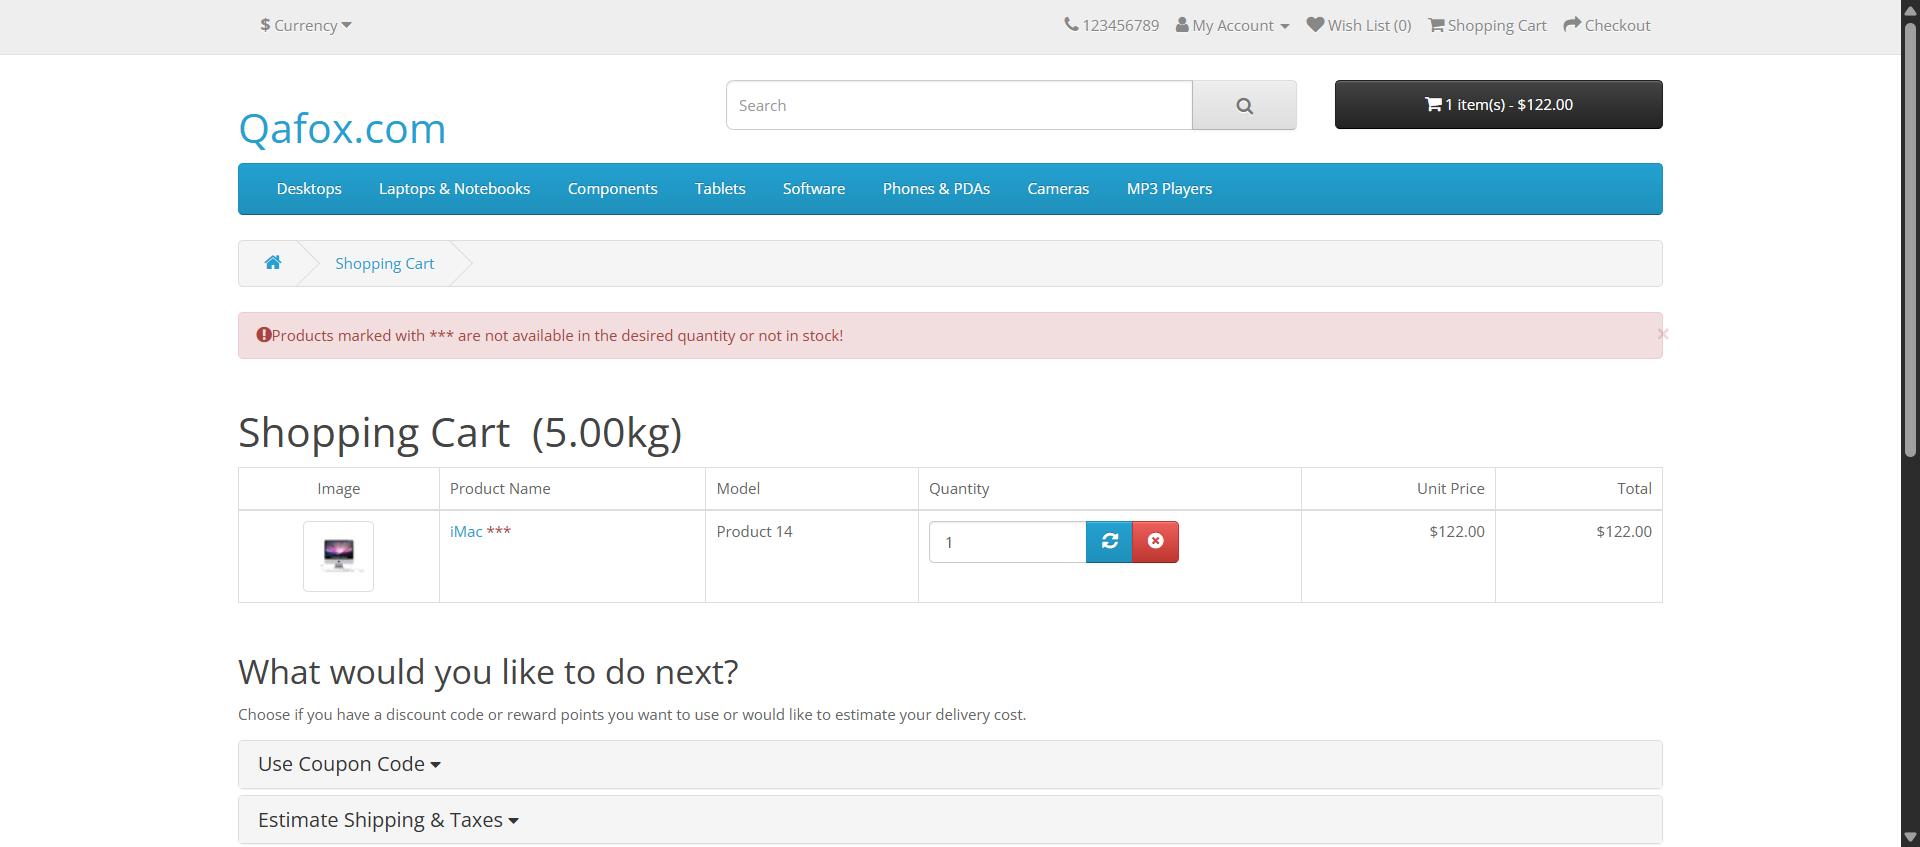 $ Currency
123456789 My Account Wish List (0) Shopping Cart Checkout
Search
1 item(s) - $122.00
Qafox.com
Desktops Laptops & Notebooks Components Tablets Software Phones & PDAs Cameras MP3 Players
Shopping Cart
Products marked with *** are not available in the desired quantity or not in stock!
×
Shopping Cart (5.00kg)
Image Product Name Model Quantity Unit Price Total
iMac *** Product 14 1 $122.00 $122.00
What would you like to do next?
Choose if you have a discount code or reward points you want to use or would like to estimate your delivery cost.
Use Coupon Code
Estimate Shipping & Taxes